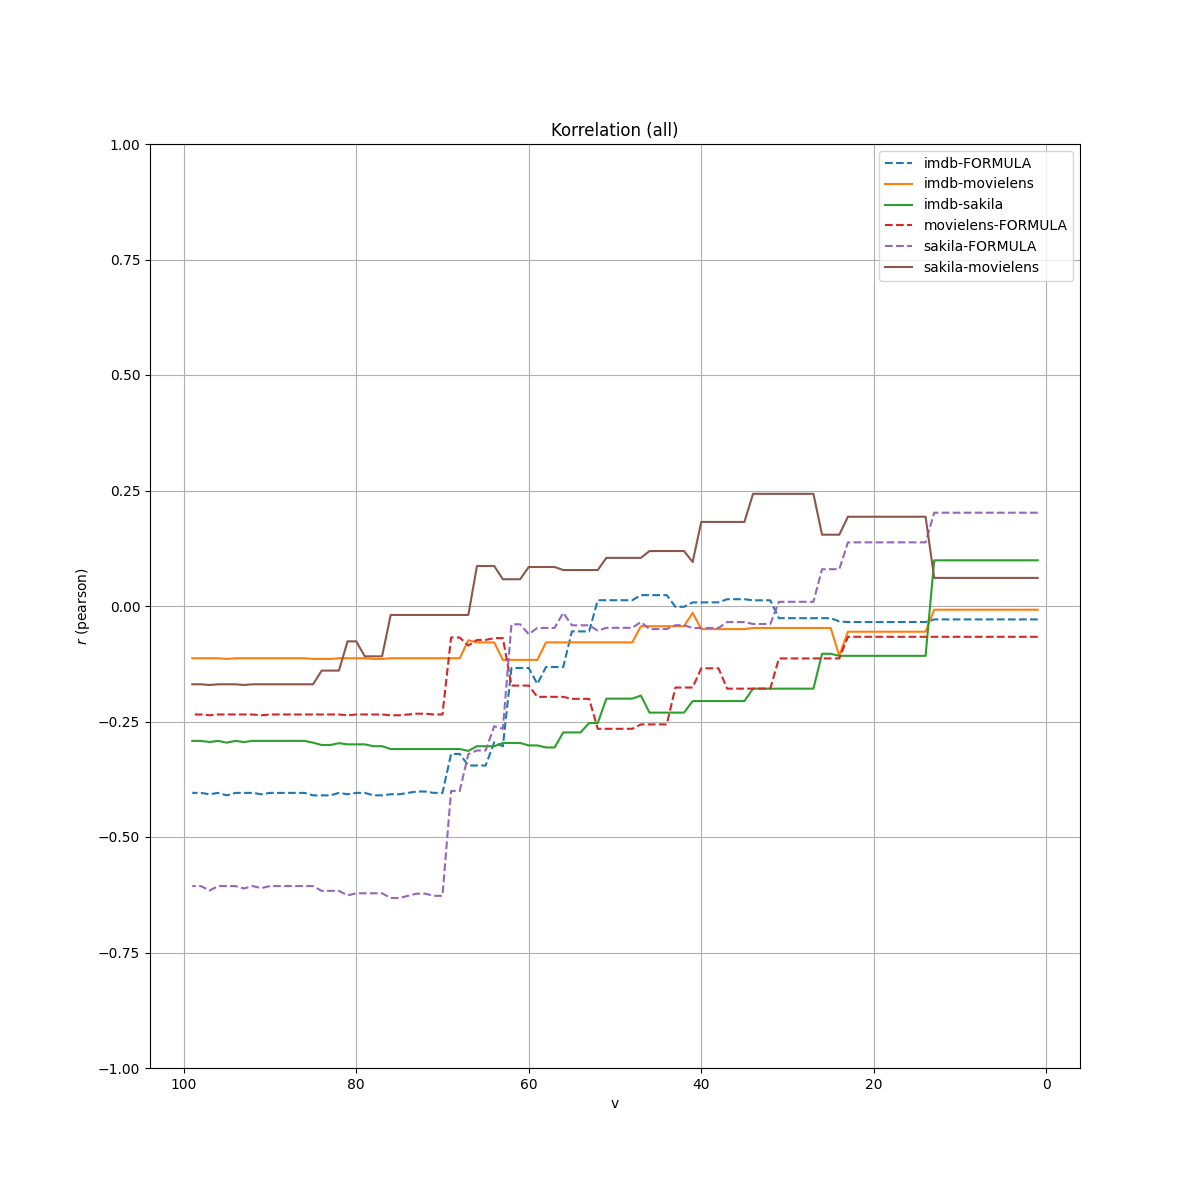 Korrelation (all)
1.00
0.75
0.50
0.25
0.00
−0.25
−0.50
−0.75
−1.00
r (pearson)
imdb-FORMULA
imdb-movielens
imdb-sakila
movielens-FORMULA
sakila-FORMULA
sakila-movielens
100 80 60 40 20 0
v